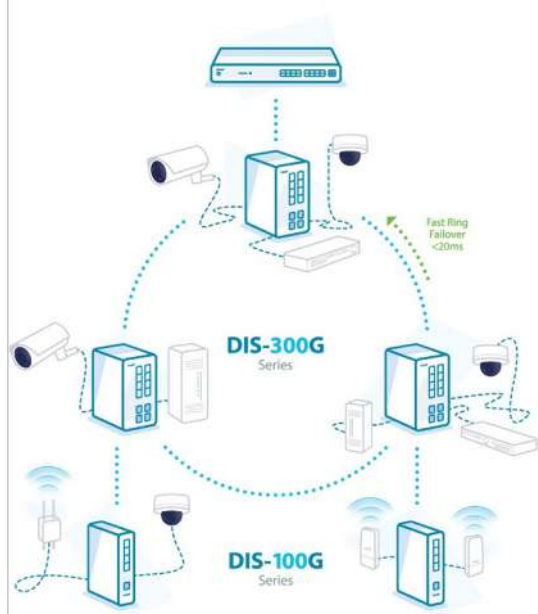 Fast Ring
Failover
<20ms
DIS-300G
Series
DIS-100G
Series